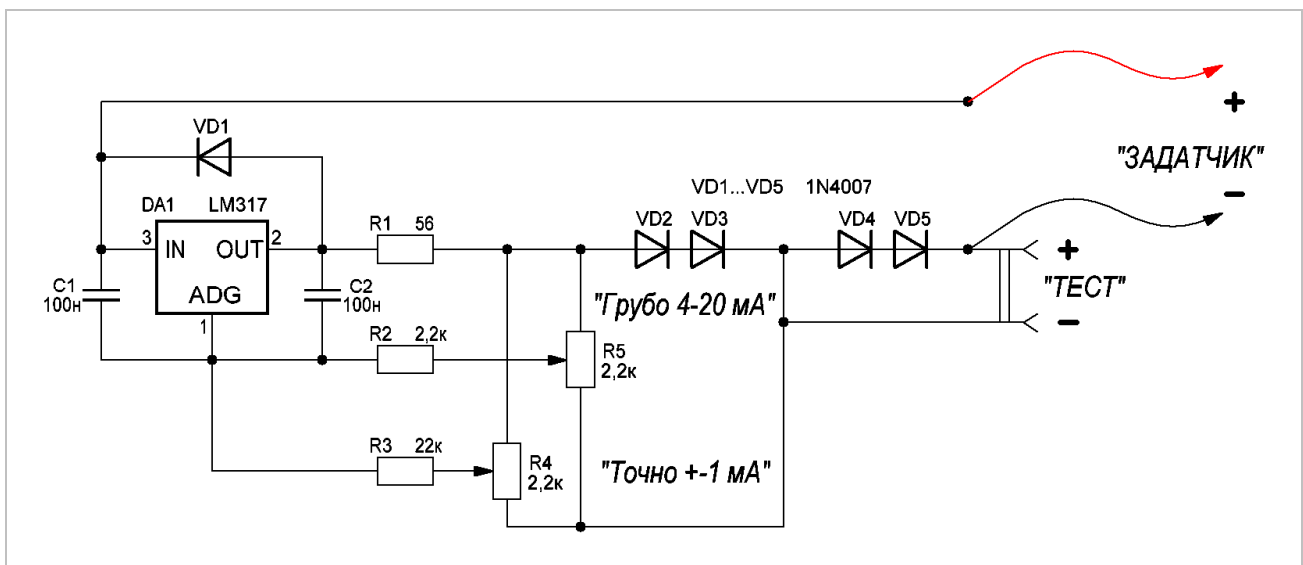 +
"ЗАДАТЧИК"
−
VD1
VD1...VD5 1N4007
DA1 LM317
R1 56
VD2 VD3 VD4 VD5
3 IN OUT 2
+
C1
100н
C2
100н
ADG
"Грубо 4-20 мА"
"ТЕСТ"
−
1
R2 2,2к
R5
2,2к
R3 22к
R4
2,2к
"Точно +-1 мА"